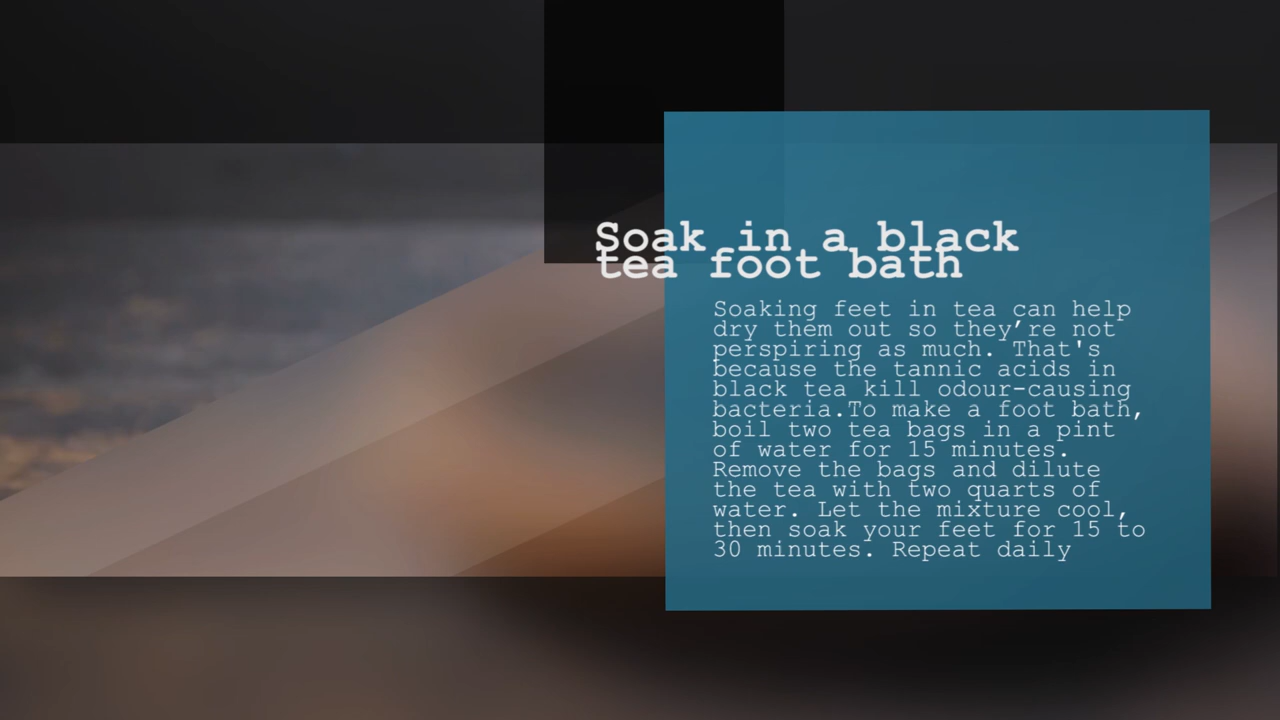 Soak in a black
tea foot bath
Soaking feet in tea can help
dry them out so they’re not
perspiring as much. That's
because the tannic acids in
black tea kill odour-causing
bacteria.To make a foot bath,
boil two tea bags in a pint
of water for 15 minutes.
Remove the bags and dilute
the tea with two quarts of
water. Let the mixture cool,
then soak your feet for 15 to
30 minutes. Repeat daily